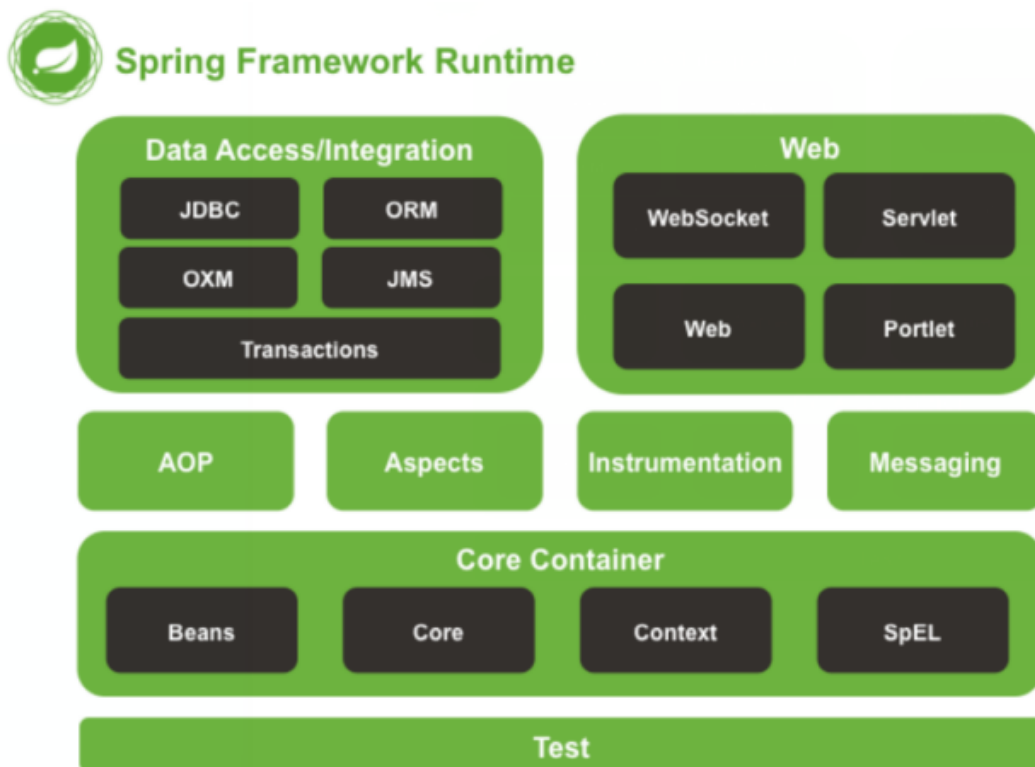 Spring Framework Runtime
Data Access/Integration
JDBC
ORM
OXM
JMS
Transactions
Web
WebSocket
Servlet
Web
Portlet
AOP
Aspects
Instrumentation
Messaging
Core Container
Beans
Core
Context
SpEL
Test